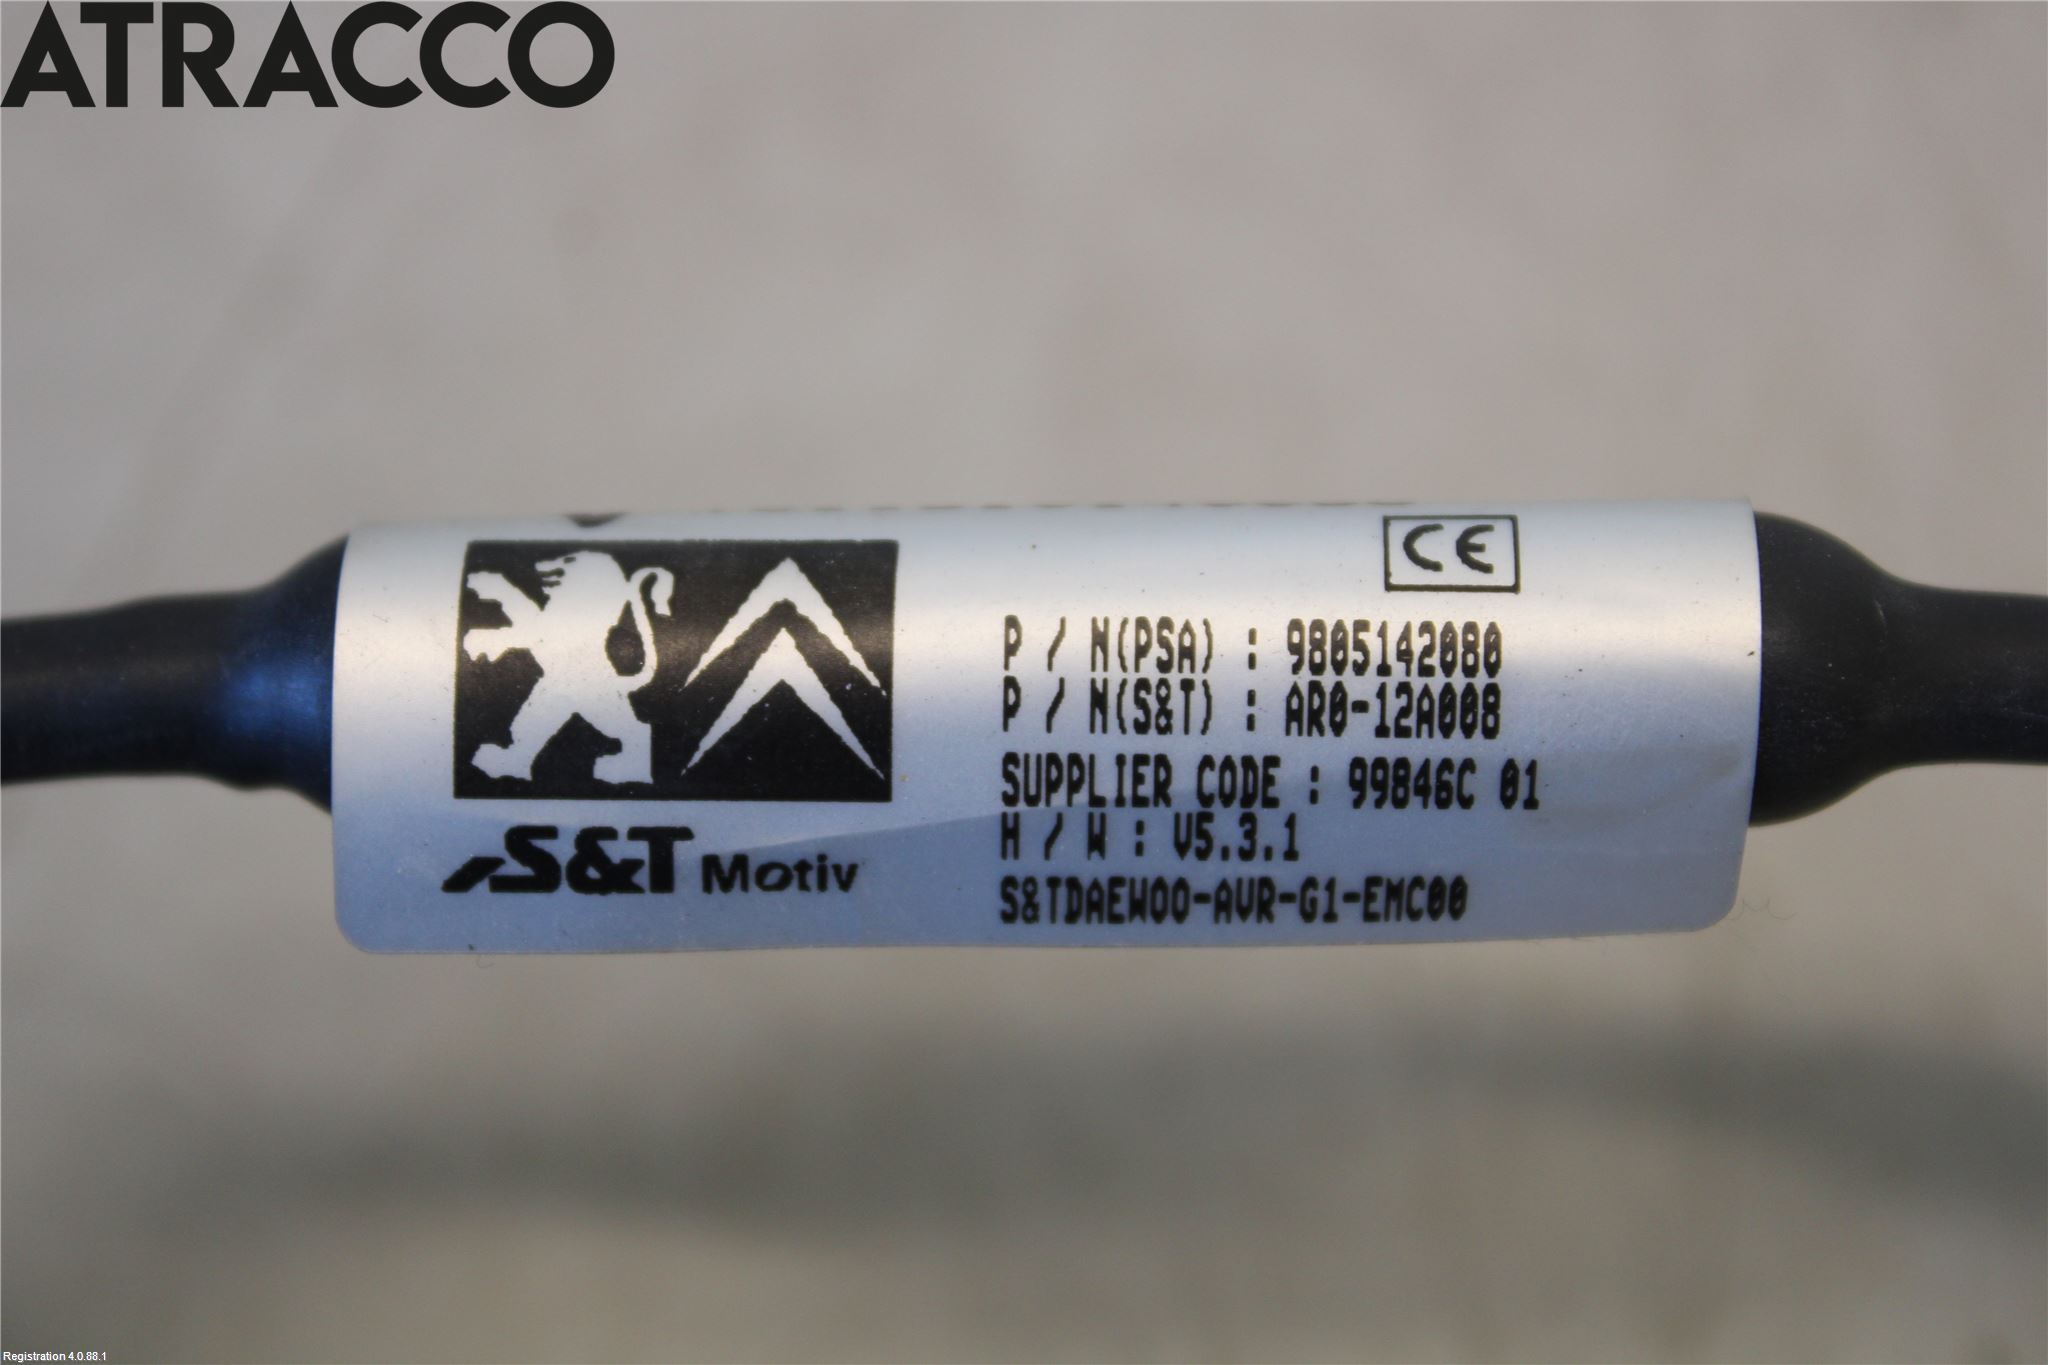 ATRACCO
CE
P / N(PSA) : 9805142080
P / N(S&T) : AR0-12A008
SUPPLIER CODE : 99846C 01
H / W : V5.3.1
S&TDAEWOO-AVR-G1-EMC00
S&T Motiv
Registration 4.0.88.1